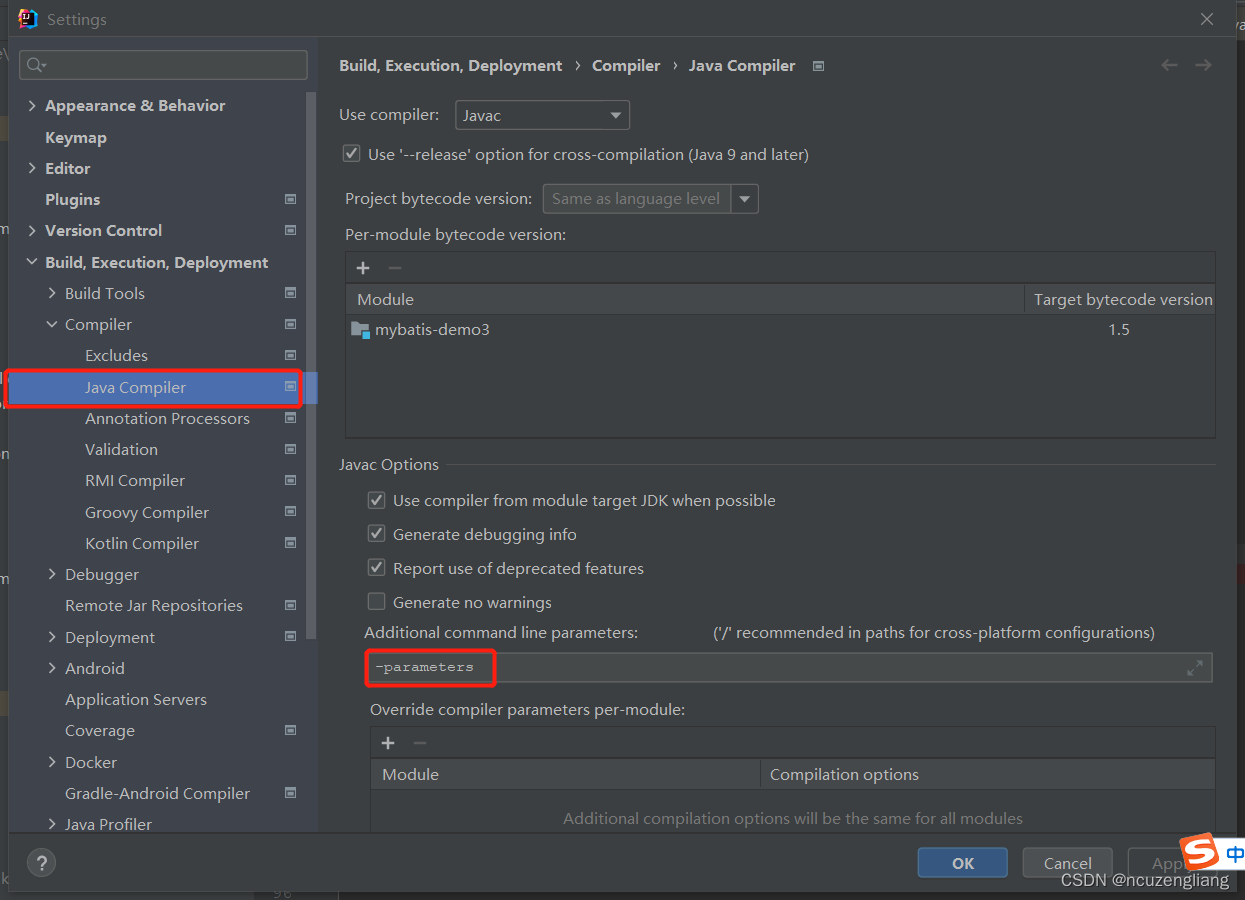 Settings
Build, Execution, Deployment › Compiler › Java Compiler
Appearance & Behavior
Keymap
Editor
Plugins
Version Control
Build, Execution, Deployment
Build Tools
Compiler
Excludes
Java Compiler
Annotation Processors
Validation
RMI Compiler
Groovy Compiler
Kotlin Compiler
Debugger
Remote Jar Repositories
Deployment
Android
Application Servers
Coverage
Docker
Gradle-Android Compiler
Java Profiler
Use compiler: Javac
Use '--release' option for cross-compilation (Java 9 and later)
Project bytecode version: Same as language level
Per-module bytecode version:
Module Target bytecode version
mybatis-demo3 1.5
Javac Options
Use compiler from module target JDK when possible
Generate debugging info
Report use of deprecated features
Generate no warnings
Additional command line parameters: ('/' recommended in paths for cross-platform configurations)
-parameters
Override compiler parameters per-module:
Module Compilation options
Additional compilation options will be the same for all modules
? OK Cancel
中
CSDN @ncuzengliang